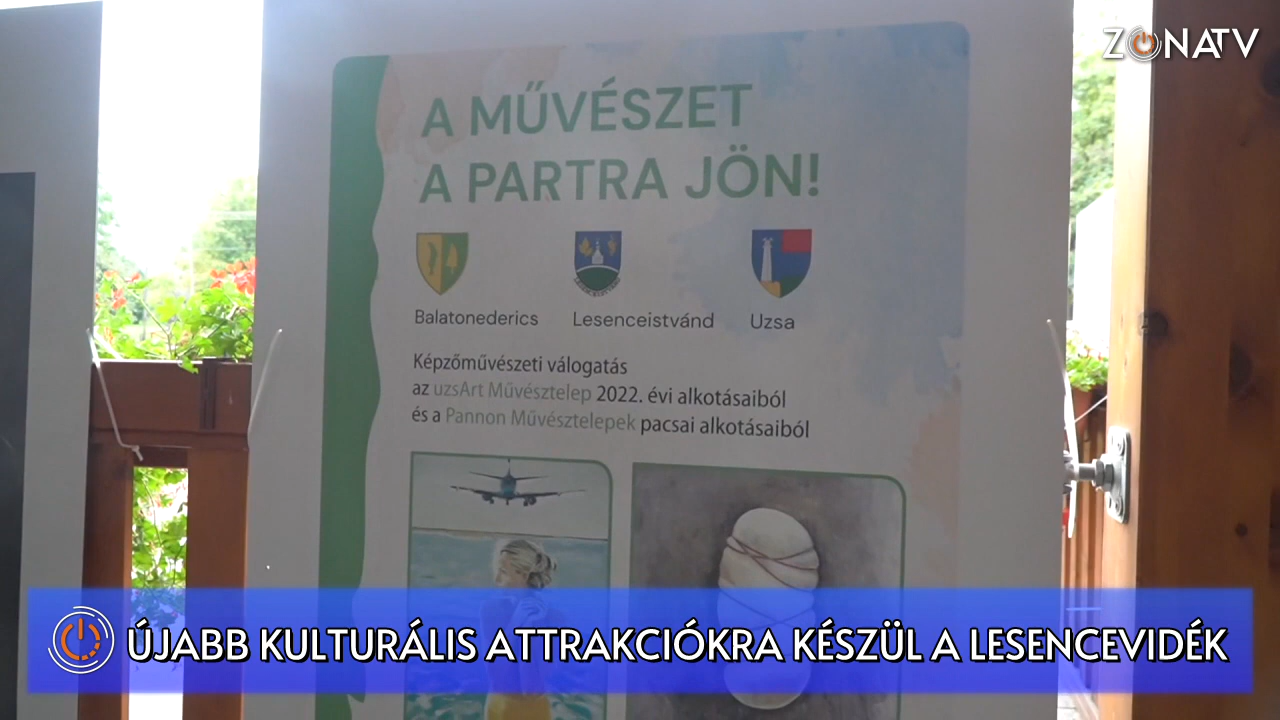 ZONATV
A MŰVÉSZET
A PARTRA JÖN!
Balatonederics
Lesenceistvánd
Uzsa
Képzőművészeti válogatás
az uzsArt Művésztelep 2022. évi alkotásaiból
és a Pannon Művésztelepek pacsai alkotásaiból
ÚJABB KULTURÁLIS ATTRAKCIÓKRA KÉSZÜL A LESENCEVIDÉK